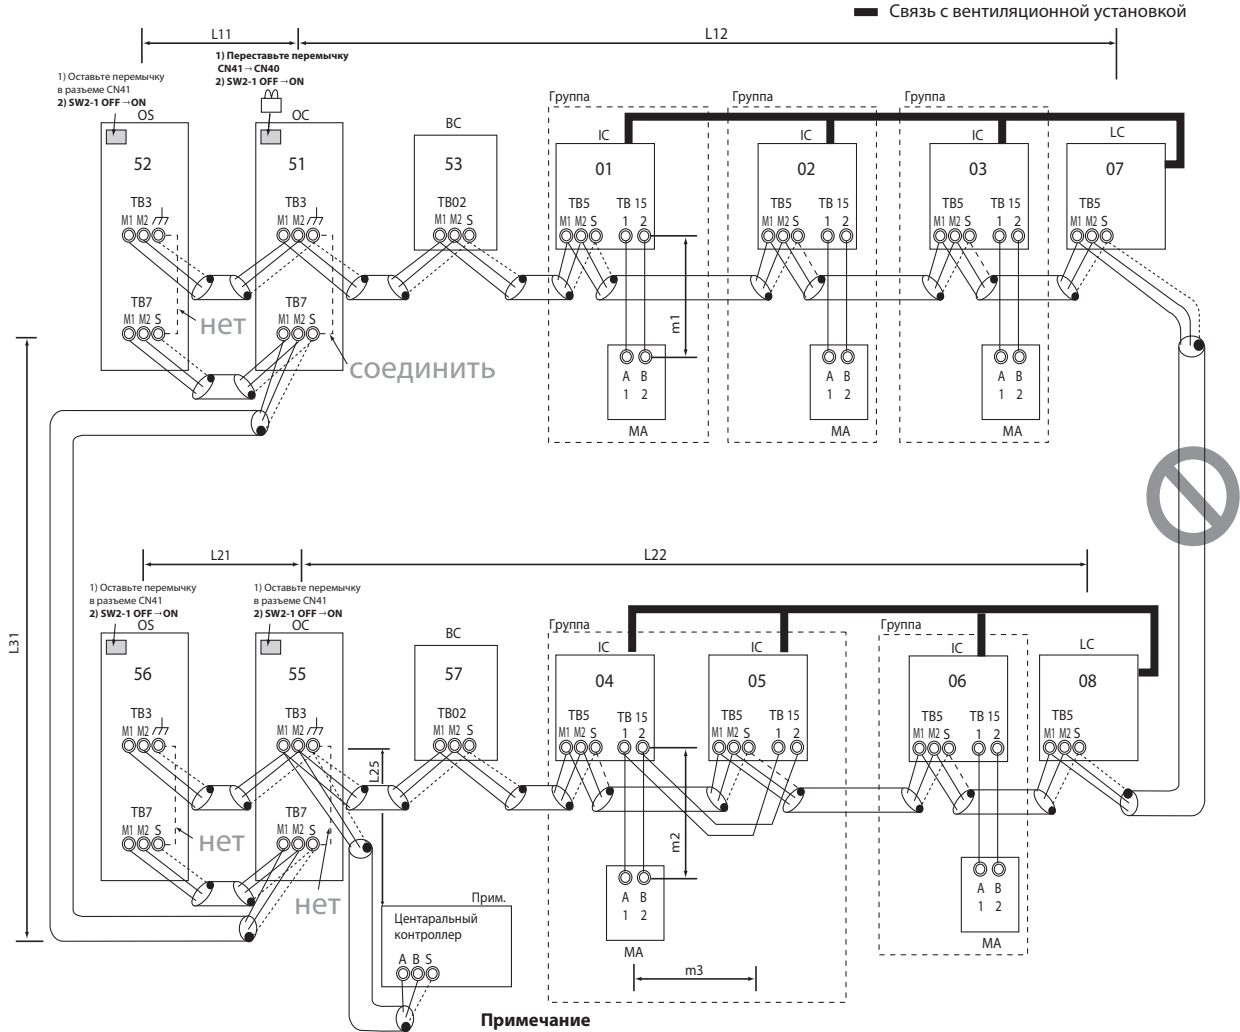 Связь с вентиляционной установкой
L11
L12
1) Оставьте перемычку
в разъеме CN41
2) SW2-1 OFF→ON
1) Переставьте перемычку
CN41→CN40
2) SW2-1 OFF→ON
OS
OC
BC
Группа
Группа
Группа
IC
IC
IC
LC
52
51
53
01
02
03
07
TB3
TB3
TB02
TB5
TB 15
TB5
TB 15
TB5
TB 15
TB5
M1 M2
M1 M2
M1 M2 S
M1 M2 S
1 2
M1 M2 S
1 2
M1 M2 S
1 2
M1 M2 S
TB7
TB7
M1 M2 S
M1 M2 S
нет
соединить
m1
A B
1 2
MA
A B
1 2
MA
A B
1 2
MA
L31
L21
L22
1) Оставьте перемычку
в разъеме CN41
2) SW2-1 OFF→ON
1) Оставьте перемычку
в разъеме CN41
2) SW2-1 OFF→ON
OS
OC
BC
Группа
Группа
IC
IC
IC
LC
56
55
57
04
05
06
08
TB3
TB3
TB02
TB5
TB 15
TB5
TB 15
TB5
TB 15
TB5
M1 M2
M1 M2
M1 M2 S
M1 M2 S
1 2
M1 M2 S
1 2
M1 M2 S
1 2
M1 M2 S
L25
TB7
TB7
M1 M2 S
M1 M2 S
нет
нет
m2
A B
1 2
MA
A B
1 2
MA
Прим.
Центаральный
контроллер
A B S
m3
Примечание